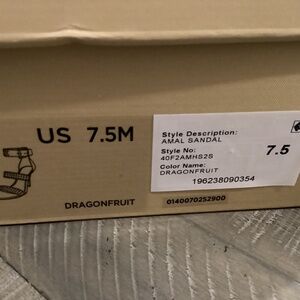 US 7.5M
Style Description:
AMAL SANDAL
Style No:
40F2AMHS2S
Color Name:
DRAGONFRUIT
7.5
196238090354
DRAGONFRUIT
0140070252900